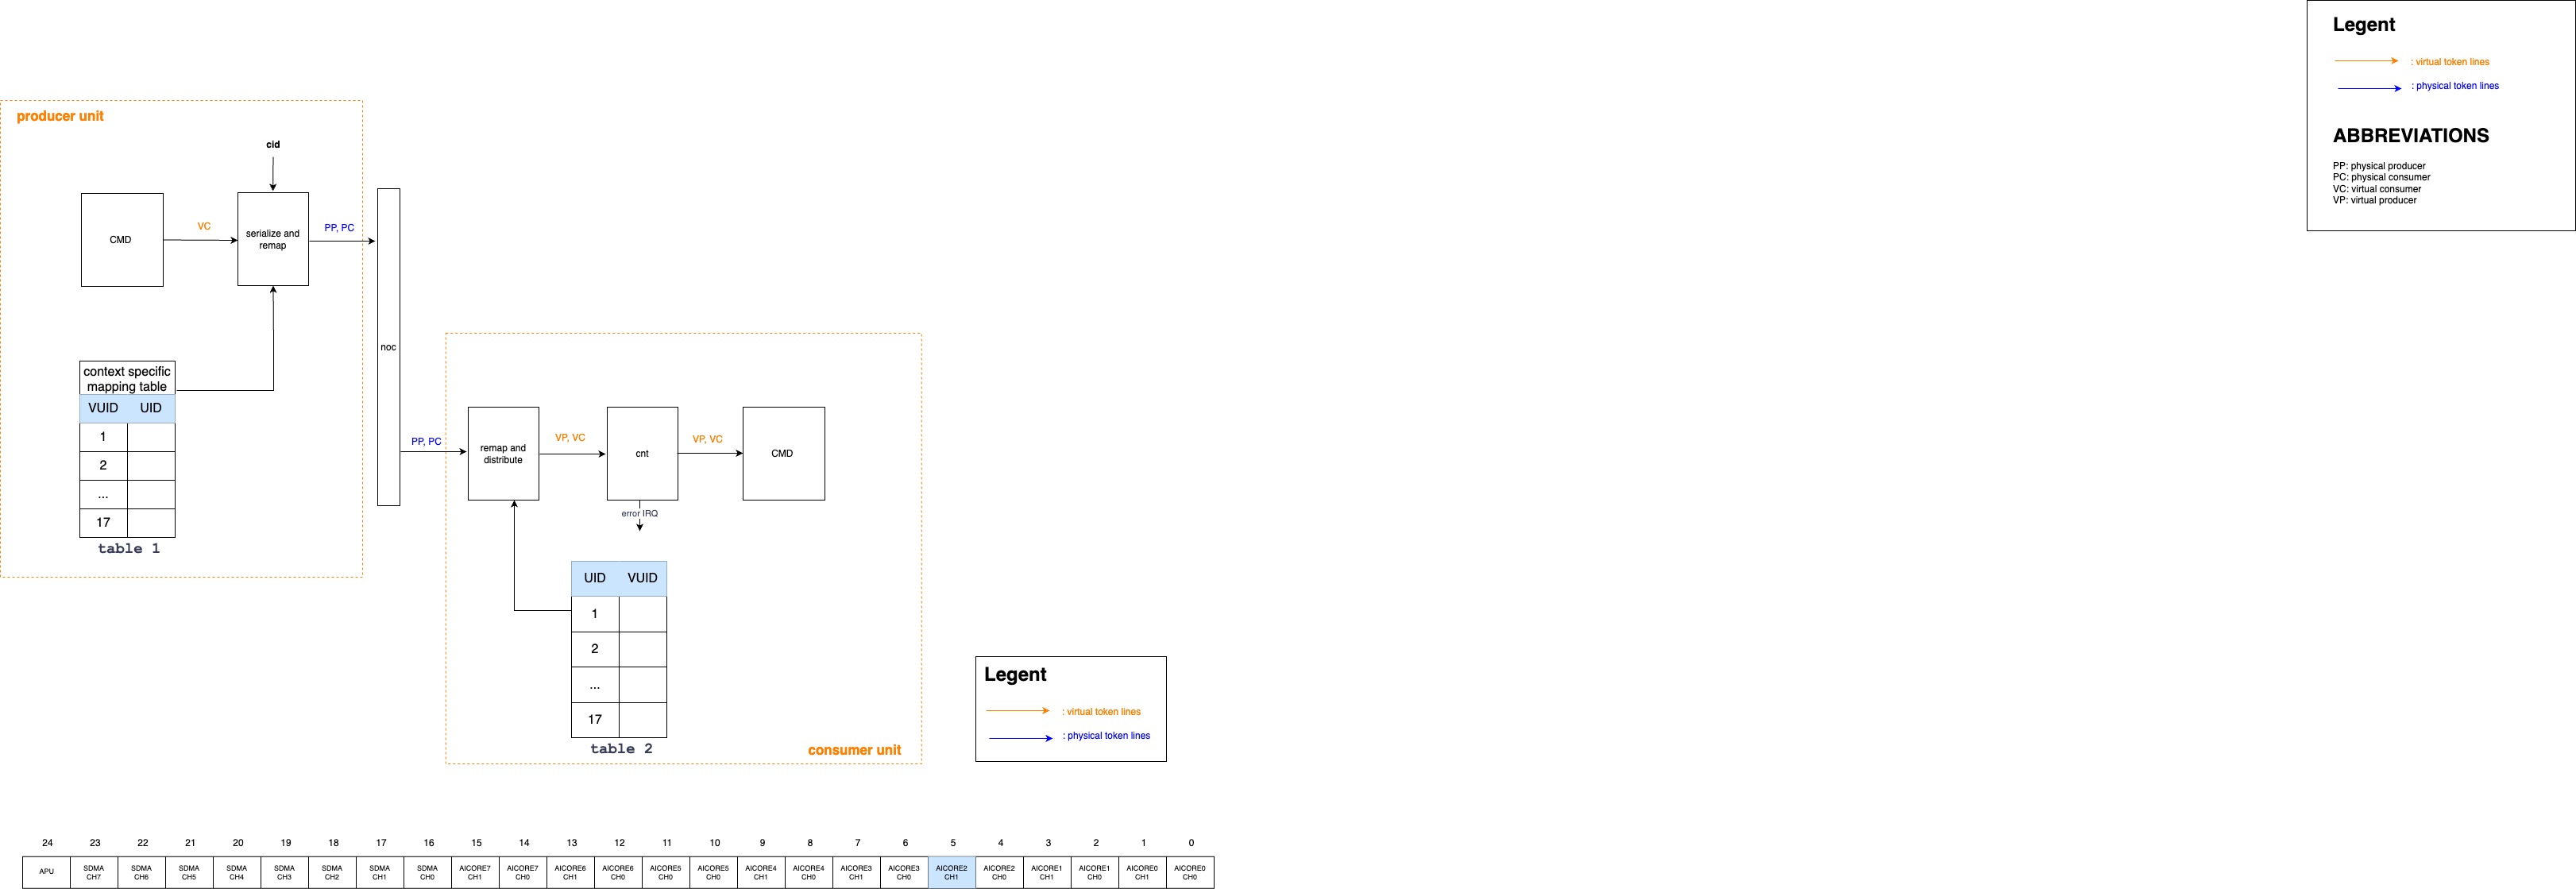 Legent
: virtual token lines
: physical token lines
ABBREVIATIONS
PP: physical producer
PC: physical consumer
VC: virtual consumer
VP: virtual producer
producer unit
cid
CMD
VC
serialize and
remap
PP, PC
noc
context specific
mapping table
VUID UID
1
2
...
17
table 1
PP, PC
remap and
distribute
VP, VC
cnt
VP, VC
CMD
error IRQ
UID VUID
1
2
...
17
table 2
consumer unit
Legent
: virtual token lines
: physical token lines
24 23 22 21 20 19 18 17 16 15 14 13 12 11 10 9 8 7 6 5 4 3 2 1 0
APU SDMA SDMA SDMA SDMA SDMA SDMA SDMA SDMA AICORE7 AICORE7 AICORE6 AICORE6 AICORE5 AICORE5 AICORE4 AICORE4 AICORE3 AICORE3 AICORE2 AICORE2 AICORE1 AICORE1 AICORE0 AICORE0
CH7 CH6 CH5 CH4 CH3 CH2 CH1 CH0 CH1 CH0 CH1 CH0 CH0 CH0 CH1 CH0 CH1 CH0 CH1 CH0 CH1 CH0 CH1 CH0